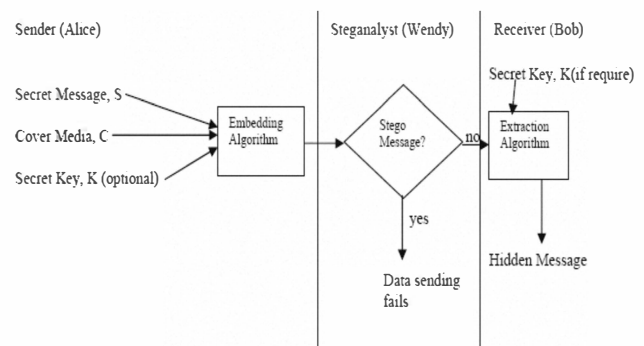 Sender (Alice)
Steganalyst (Wendy)
Receiver (Bob)
Secret Message, S
Cover Media, C
Secret Key, K (optional)
Embedding
Algorithm
Stego
Message?
no
yes
Data sending
fails
Secret Key, K(if require)
Extraction
Algorithm
Hidden Message